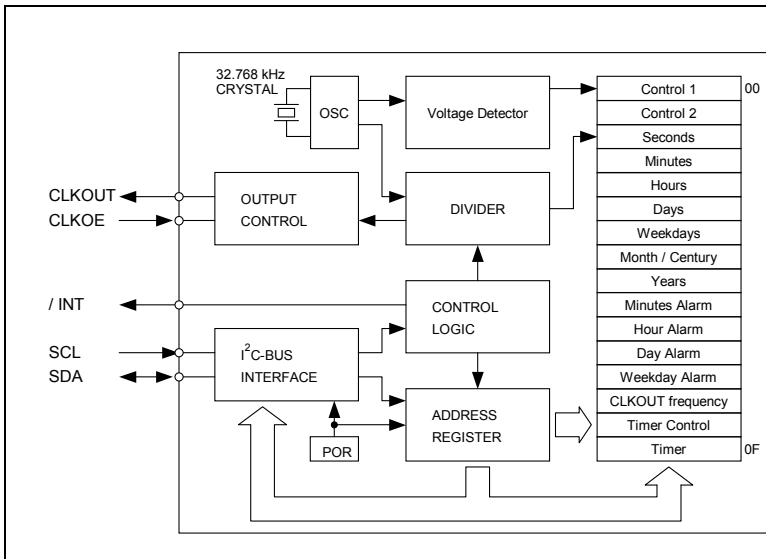 32.768 kHz
CRYSTAL
OSC
Voltage Detector
CLKOUT
CLKOE
OUTPUT
CONTROL
DIVIDER
/ INT
CONTROL
LOGIC
SCL
SDA
I²C-BUS
INTERFACE
ADDRESS
REGISTER
POR
Control 1 00
Control 2
Seconds
Minutes
Hours
Days
Weekdays
Month / Century
Years
Minutes Alarm
Hour Alarm
Day Alarm
Weekday Alarm
CLKOUT frequency
Timer Control
Timer 0F